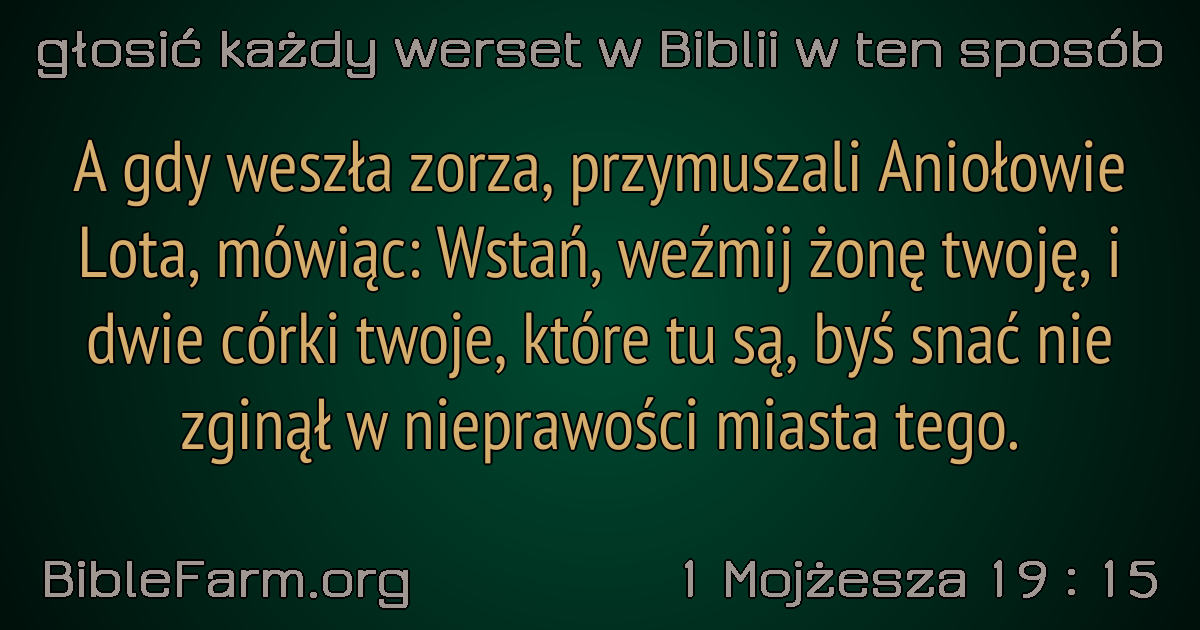 głosić każdy werset w Biblii w ten sposób
A gdy weszła zorza, przymuszali Aniołowie
Lota, mówiąc: Wstań, weźmij żonę twoję, i
dwie córki twoje, które tu są, byś snać nie
zginął w nieprawości miasta tego.
BibleFarm.org
1 Mojżesza 19 : 15